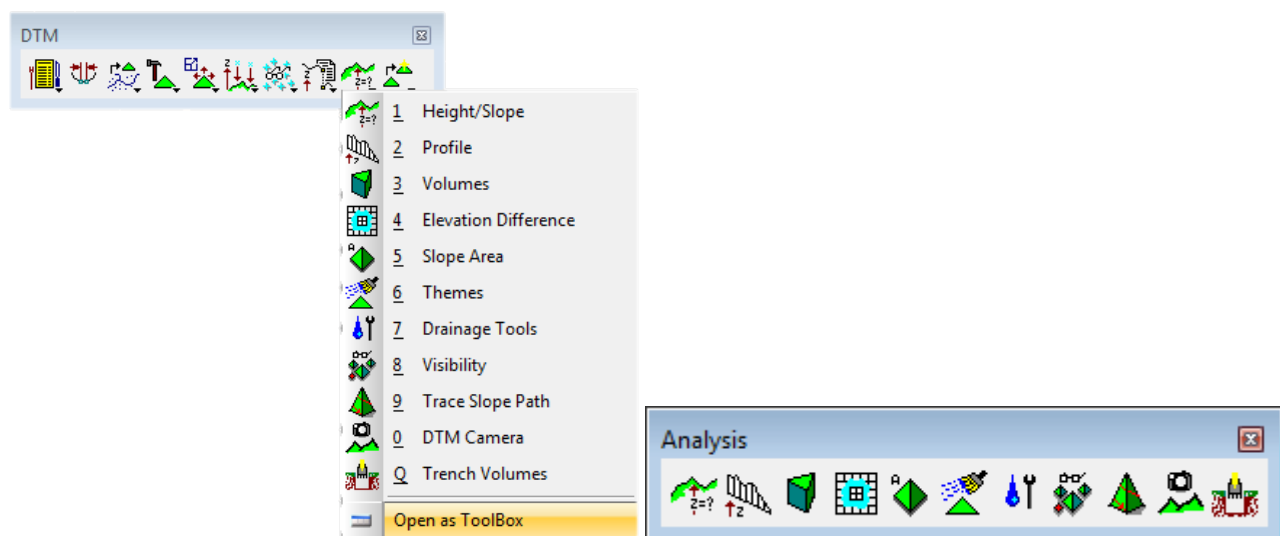 DTM
1 Height/Slope
2 Profile
3 Volumes
4 Elevation Difference
5 Slope Area
6 Themes
7 Drainage Tools
8 Visibility
9 Trace Slope Path
0 DTM Camera
Q Trench Volumes
Open as ToolBox
Analysis